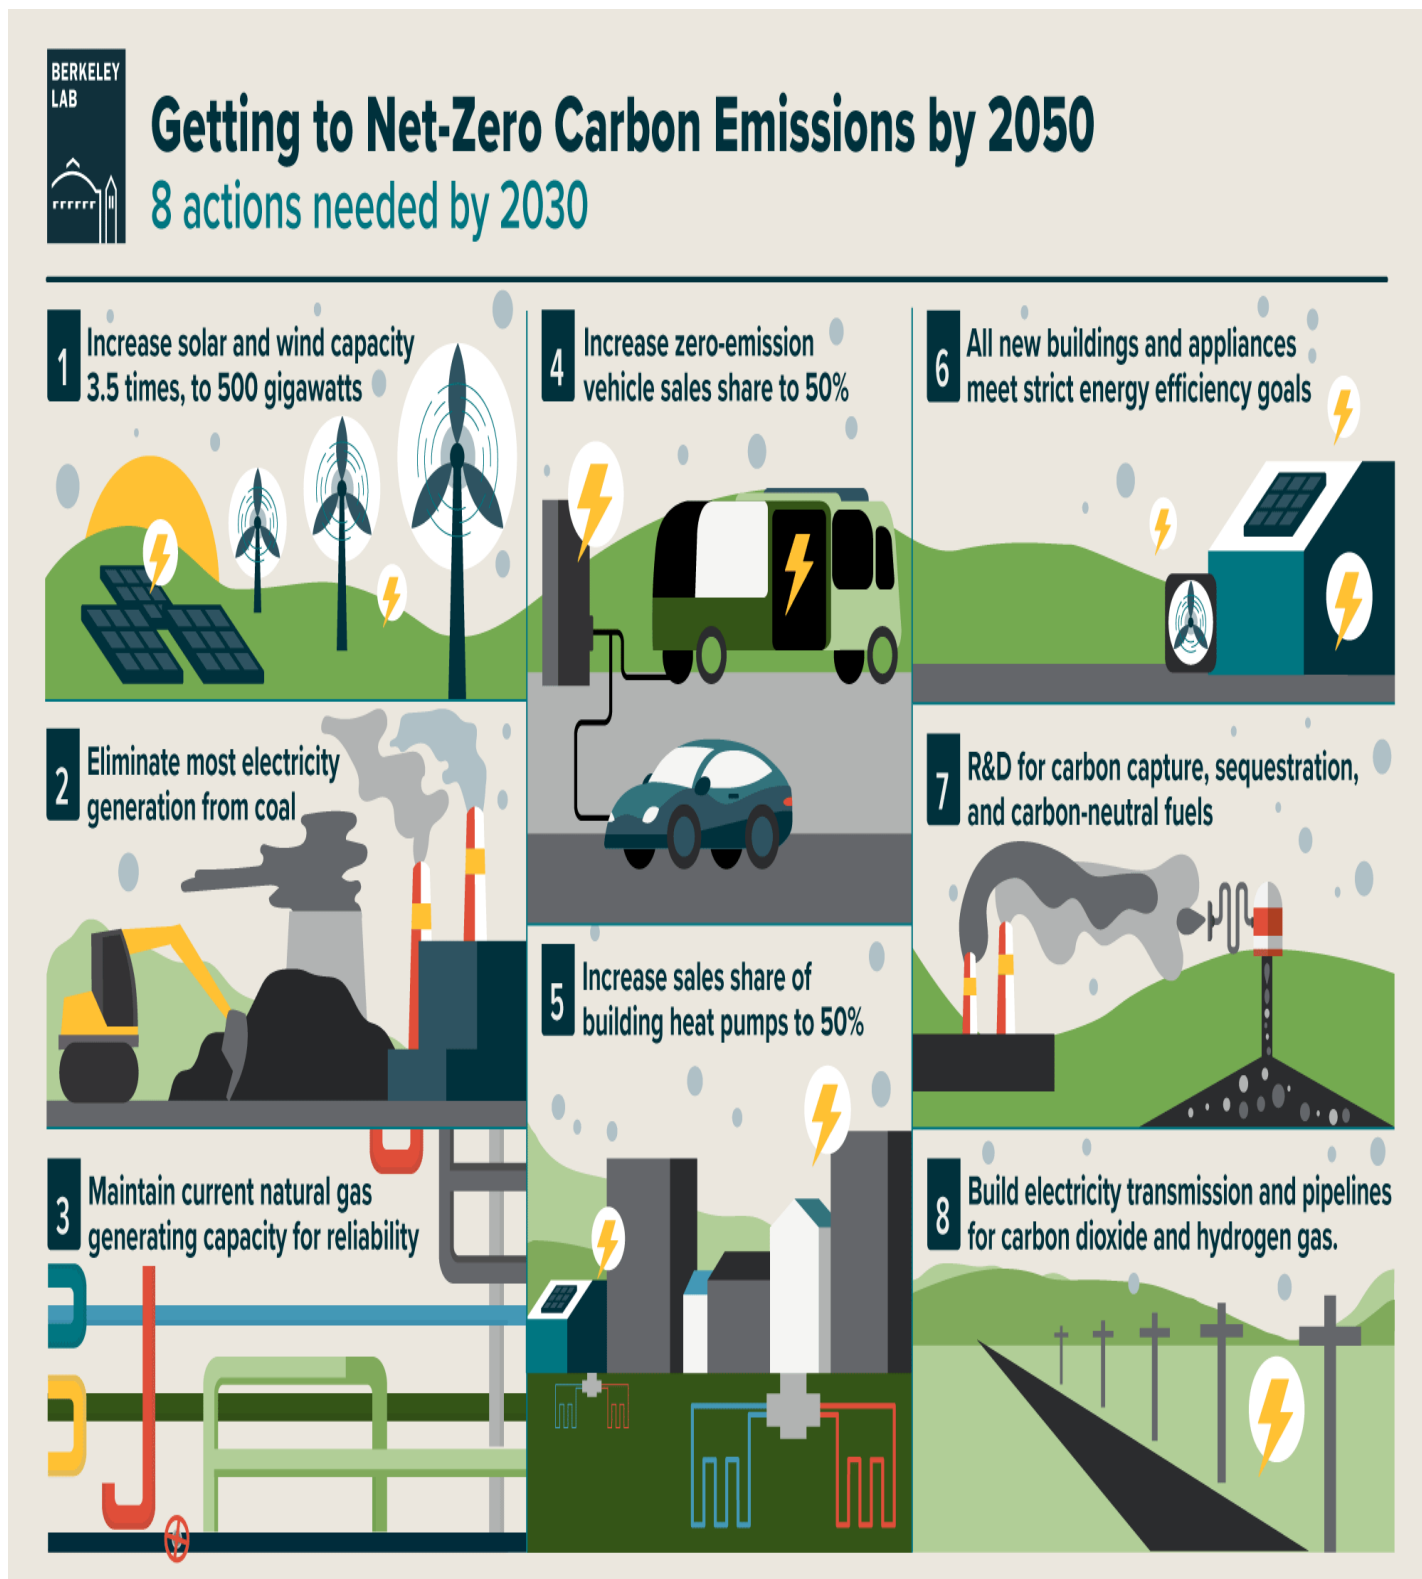 BERKELEY
LAB
Getting to Net-Zero Carbon Emissions by 2050
8 actions needed by 2030
1
Increase solar and wind capacity
3.5 times, to 500 gigawatts
2
Eliminate most electricity
generation from coal
3
Maintain current natural gas
generating capacity for reliability
4
Increase zero-emission
vehicle sales share to 50%
5
Increase sales share of
building heat pumps to 50%
6
All new buildings and appliances
meet strict energy efficiency goals
7
R&D for carbon capture, sequestration,
and carbon-neutral fuels
8
Build electricity transmission and pipelines
for carbon dioxide and hydrogen gas.